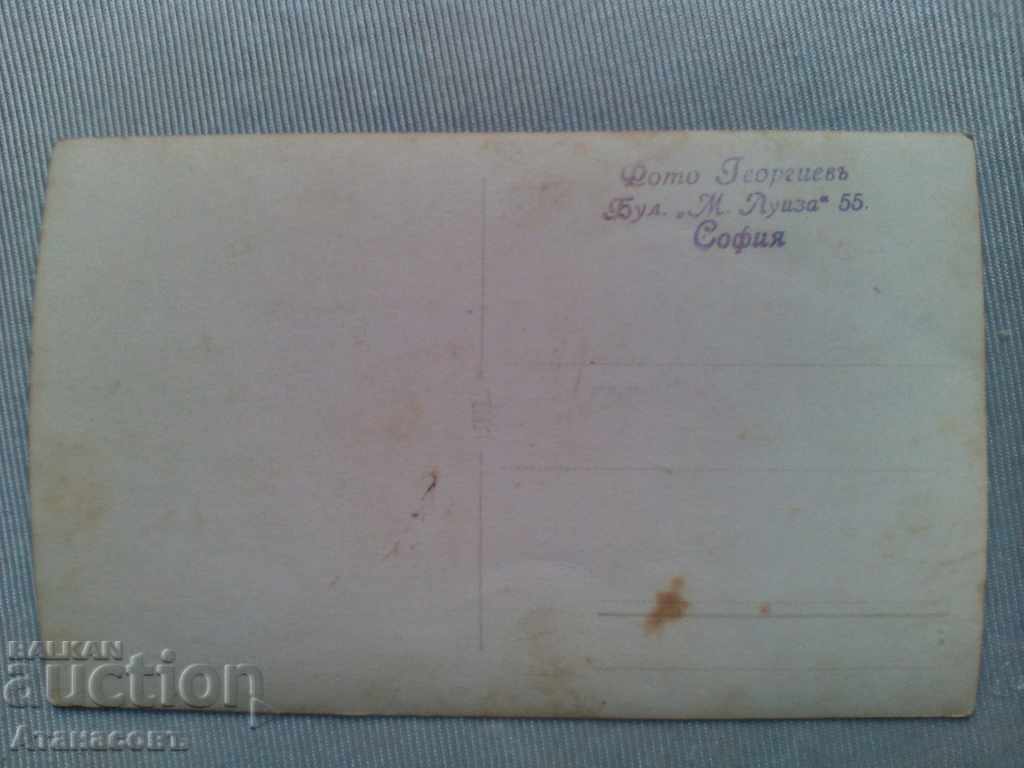 Фото Георгиевъ
Бул. „М. Луиза" 55.
София
BALKAN
auction
Атанасовъ